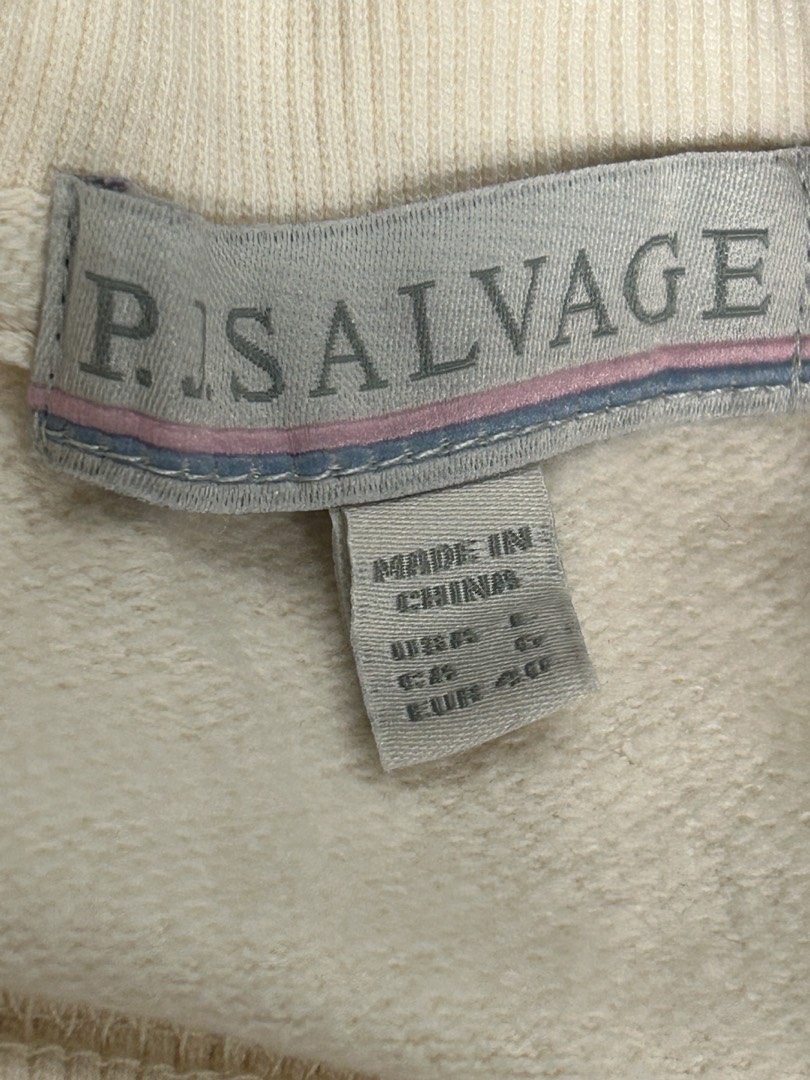 P.J.SALVAGE
MADE IN
CHINA
USA L
CA G
EUR 40